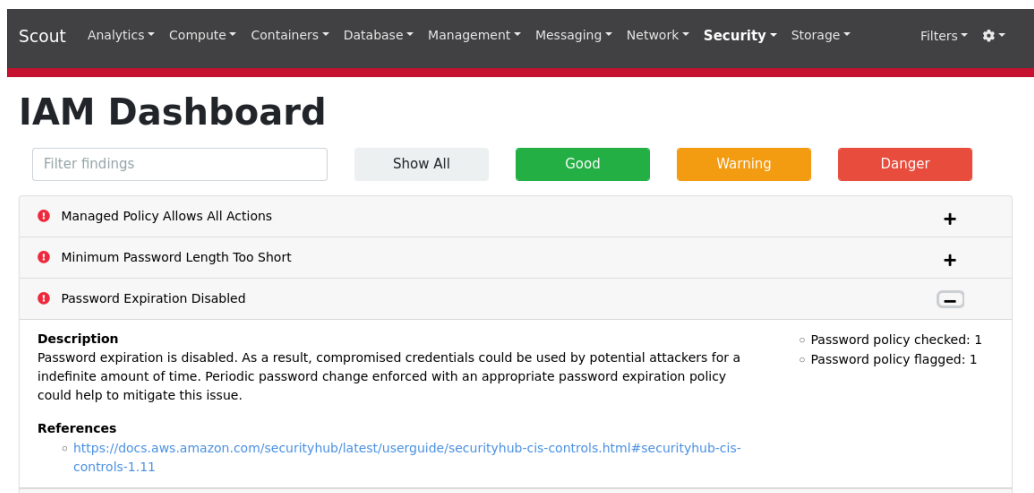 Scout Analytics Compute Containers Database Management Messaging Network Security Storage Filters
IAM Dashboard
Filter findings Show All Good Warning Danger
Managed Policy Allows All Actions
Minimum Password Length Too Short
Password Expiration Disabled
Description
Password expiration is disabled. As a result, compromised credentials could be used by potential attackers for a
indefinite amount of time. Periodic password change enforced with an appropriate password expiration policy
could help to mitigate this issue.
Password policy checked: 1
Password policy flagged: 1
References
https://docs.aws.amazon.com/securityhub/latest/userguide/securityhub-cis-controls.html#securityhub-cis-
controls-1.11